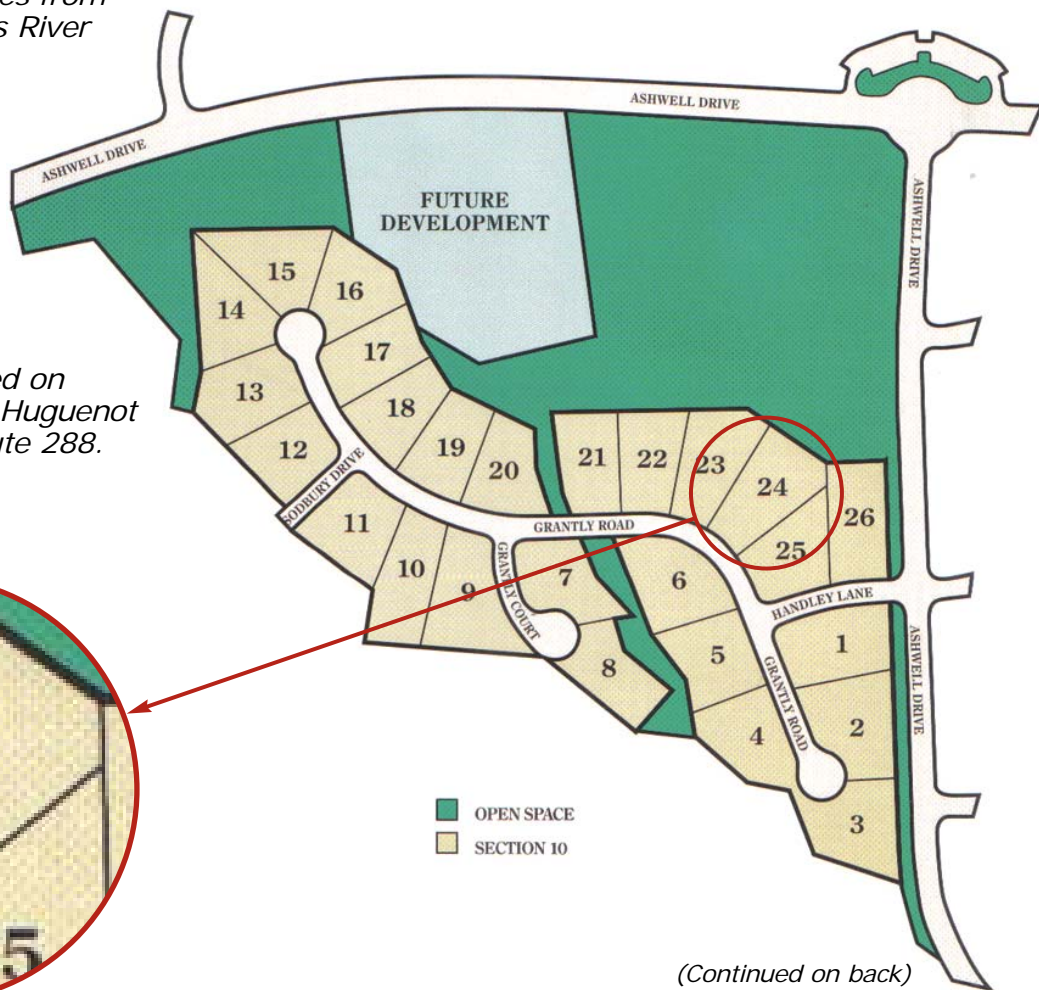 es from
s River
ed on
Huguenot
ute 288.
ASHWELL DRIVE
ASHWELL DRIVE
ASHWELL DRIVE
FUTURE
DEVELOPMENT
15
16
14
17
13
18
12
19
20
21
22
23
24
25
26
SODBURY DRIVE
11
10
9
GRANTLY ROAD
GRANTLY COURT
7
8
6
5
4
HANDLEY LANE
1
GRANTLY ROAD
ASHWELL DRIVE
2
3
OPEN SPACE
SECTION 10
5
(Continued on back)